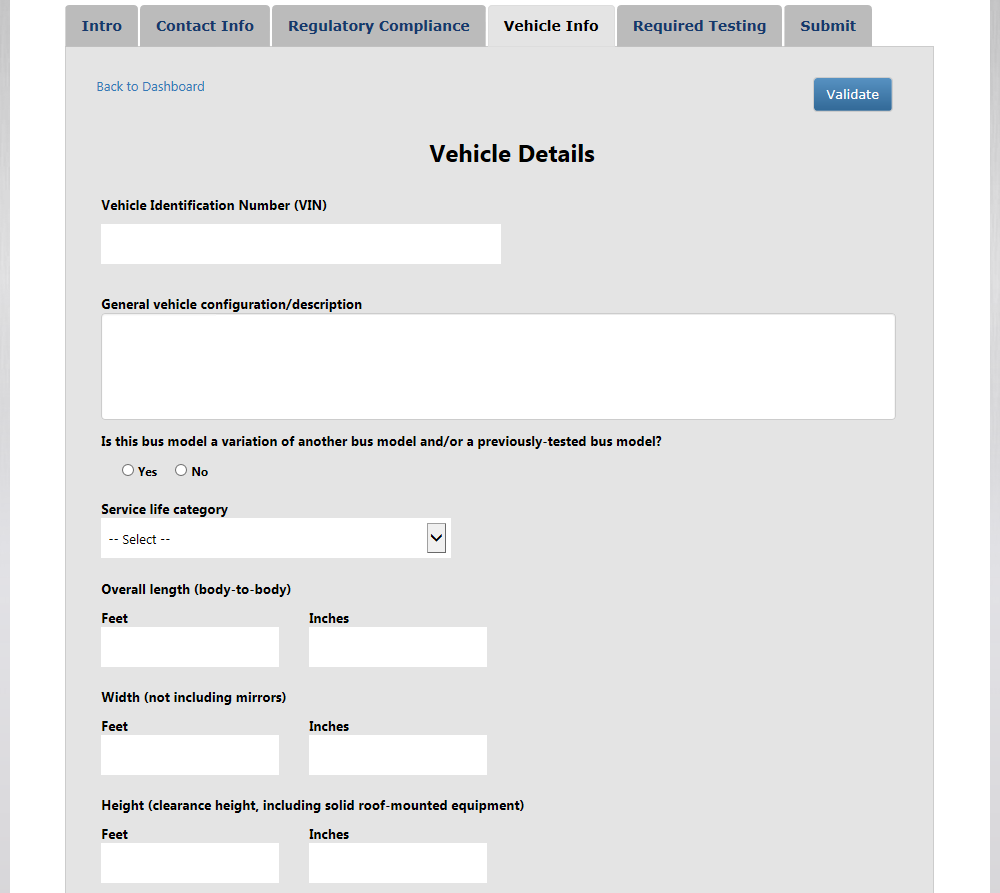 Intro Contact Info Regulatory Compliance Vehicle Info Required Testing Submit
Back to Dashboard
Validate
Vehicle Details
Vehicle Identification Number (VIN)
General vehicle configuration/description
Is this bus model a variation of another bus model and/or a previously-tested bus model?
Yes No
Service life category
-- Select --
Overall length (body-to-body)
Feet Inches
Width (not including mirrors)
Feet Inches
Height (clearance height, including solid roof-mounted equipment)
Feet Inches